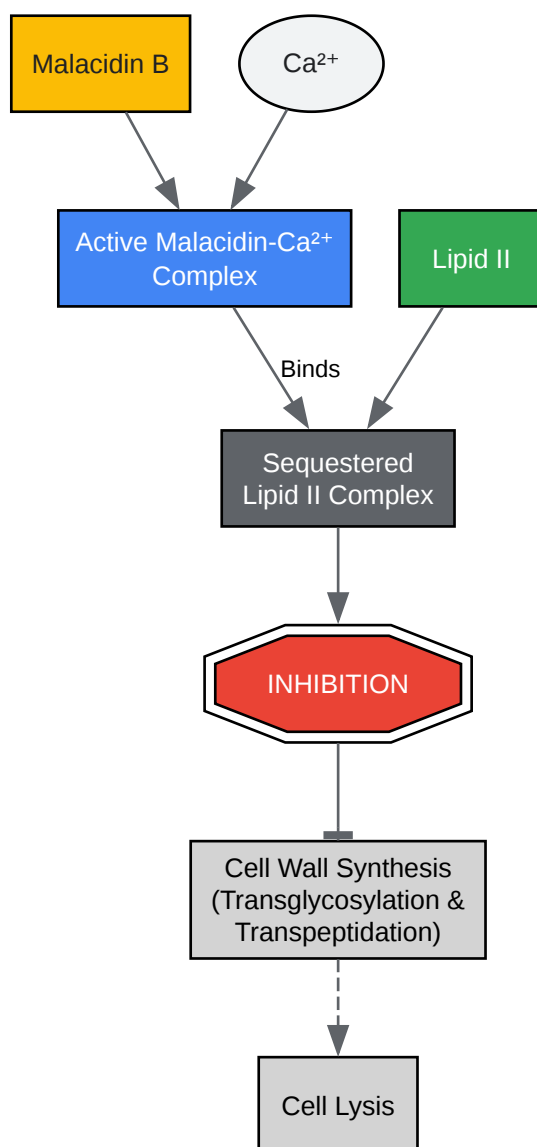 Malacidin B
Ca²⁺
Active Malacidin-Ca²⁺
Complex
Lipid II
Binds
Sequestered
Lipid II Complex
INHIBITION
Cell Wall Synthesis
(Transglycosylation &
Transpeptidation)
Cell Lysis